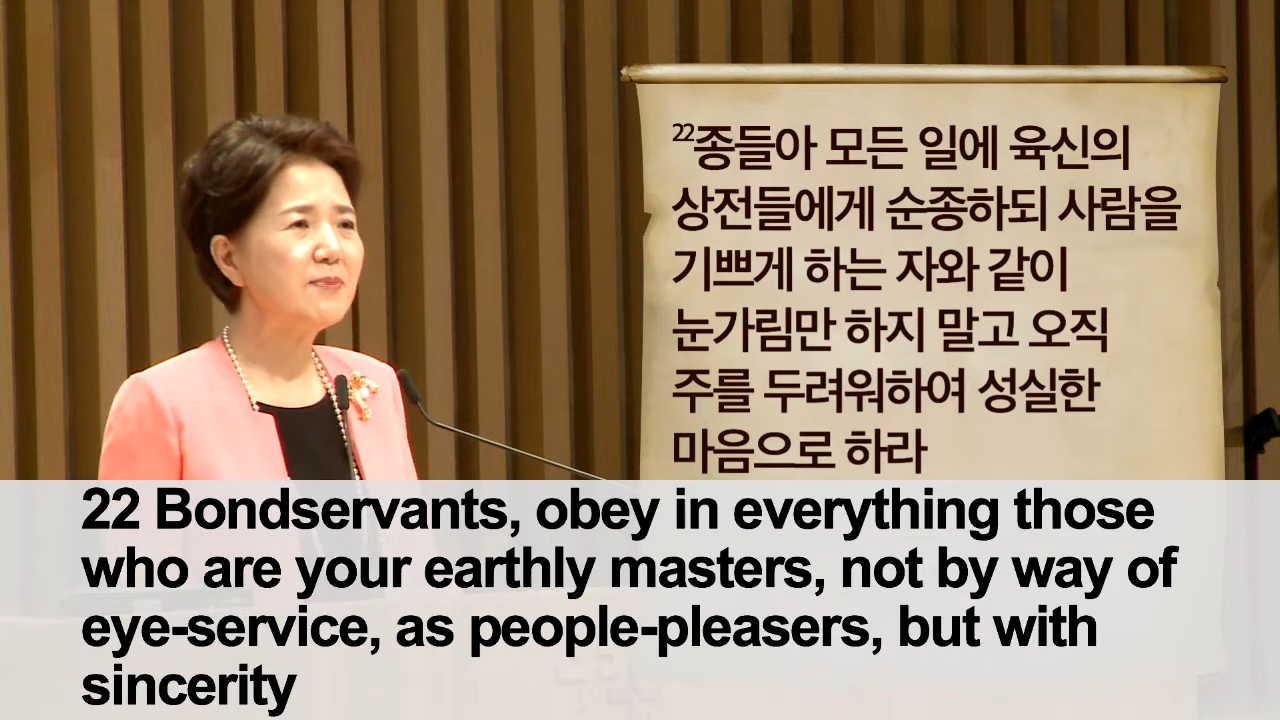 22종들아 모든 일에 육신의
상전들에게 순종하되 사람을
기쁘게 하는 자와 같이
눈가림만 하지 말고 오직
주를 두려워하여 성실한
마음으로 하라
22 Bondservants, obey in everything those
who are your earthly masters, not by way of
eye-service, as people-pleasers, but with
sincerity